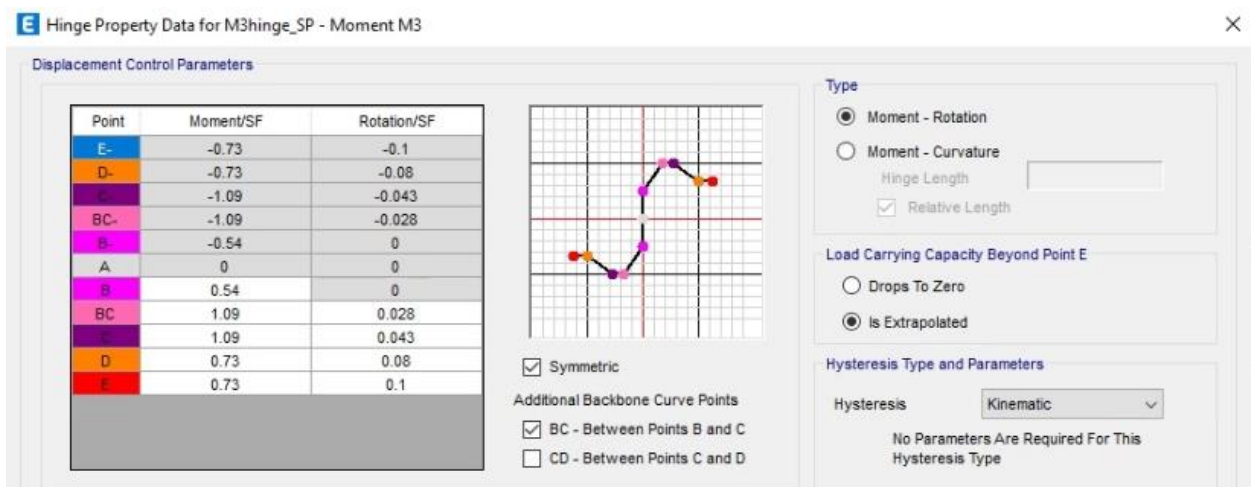 E Hinge Property Data for M3hinge_SP - Moment M3
Displacement Control Parameters
Point Moment/SF Rotation/SF
E- -0.73 -0.1
D- -0.73 -0.08
C- -1.09 -0.043
BC- -1.09 -0.028
B- -0.54 0
A 0 0
B 0.54 0
BC 1.09 0.028
C 1.09 0.043
D 0.73 0.08
E 0.73 0.1
Symmetric
Additional Backbone Curve Points
BC - Between Points B and C
CD - Between Points C and D
Type
Moment - Rotation
Moment - Curvature
Hinge Length
Relative Length
Load Carrying Capacity Beyond Point E
Drops To Zero
Is Extrapolated
Hysteresis Type and Parameters
Hysteresis Kinematic
No Parameters Are Required For This
Hysteresis Type